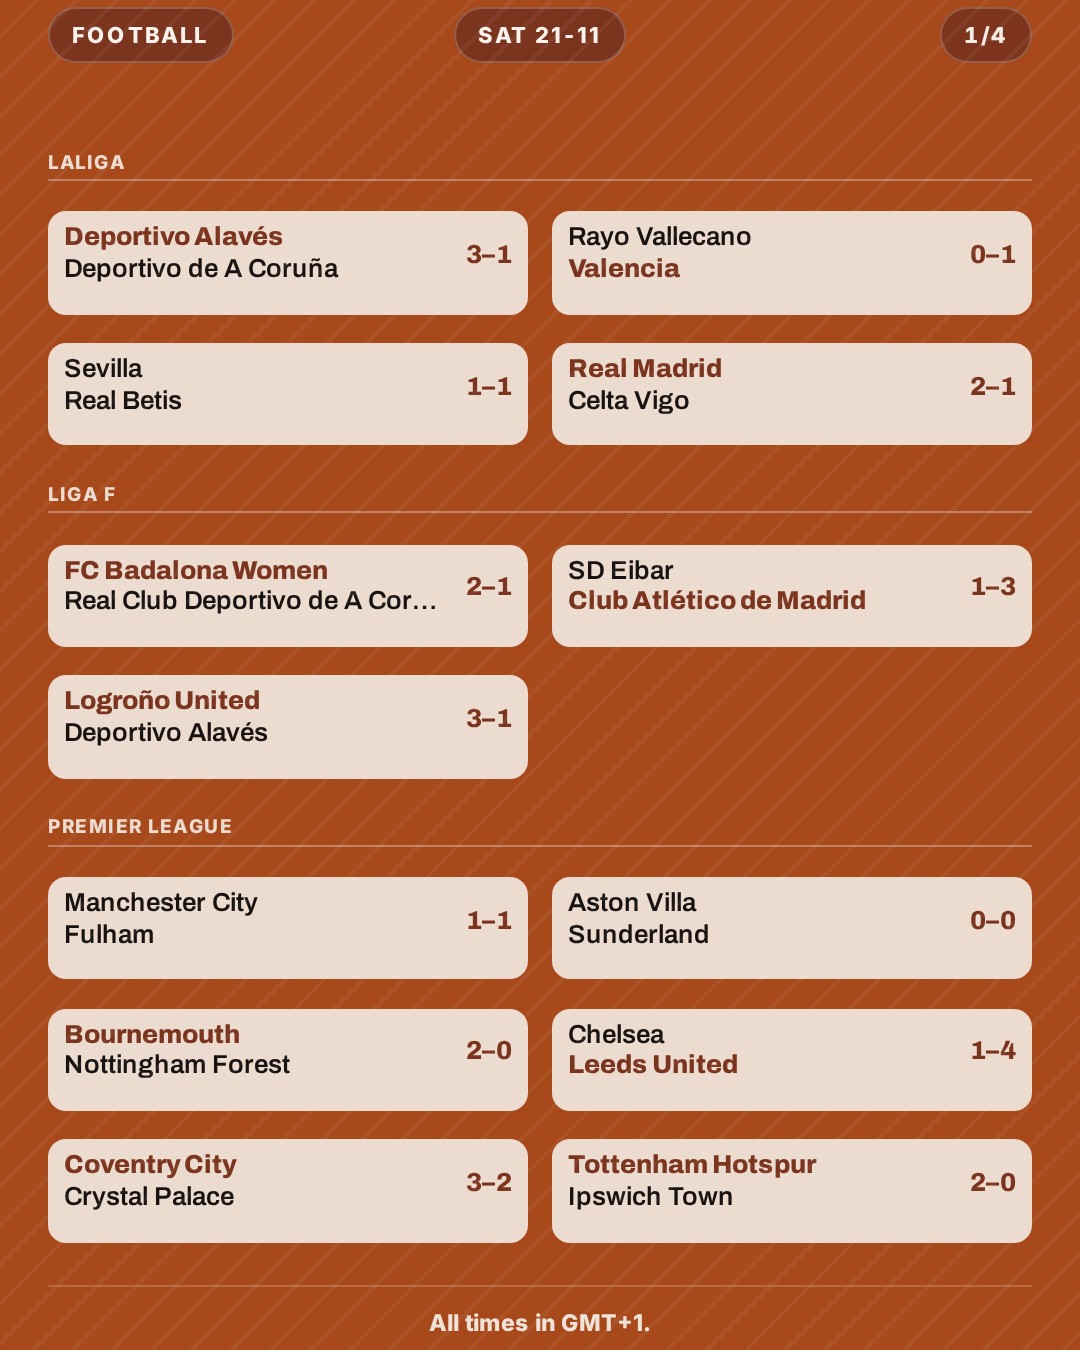 FOOTBALL
SAT 21-11
1/4
LALIGA
Deportivo Alavés
Deportivo de A Coruña
3–1
Rayo Vallecano
Valencia
0–1
Sevilla
Real Betis
1–1
Real Madrid
Celta Vigo
2–1
LIGA F
FC Badalona Women
Real Club Deportivo de A Cor...
2–1
SD Eibar
Club Atlético de Madrid
1–3
Logroño United
Deportivo Alavés
3–1
PREMIER LEAGUE
Manchester City
Fulham
1–1
Aston Villa
Sunderland
0–0
Bournemouth
Nottingham Forest
2–0
Chelsea
Leeds United
1–4
Coventry City
Crystal Palace
3–2
Tottenham Hotspur
Ipswich Town
2–0
All times in GMT+1.